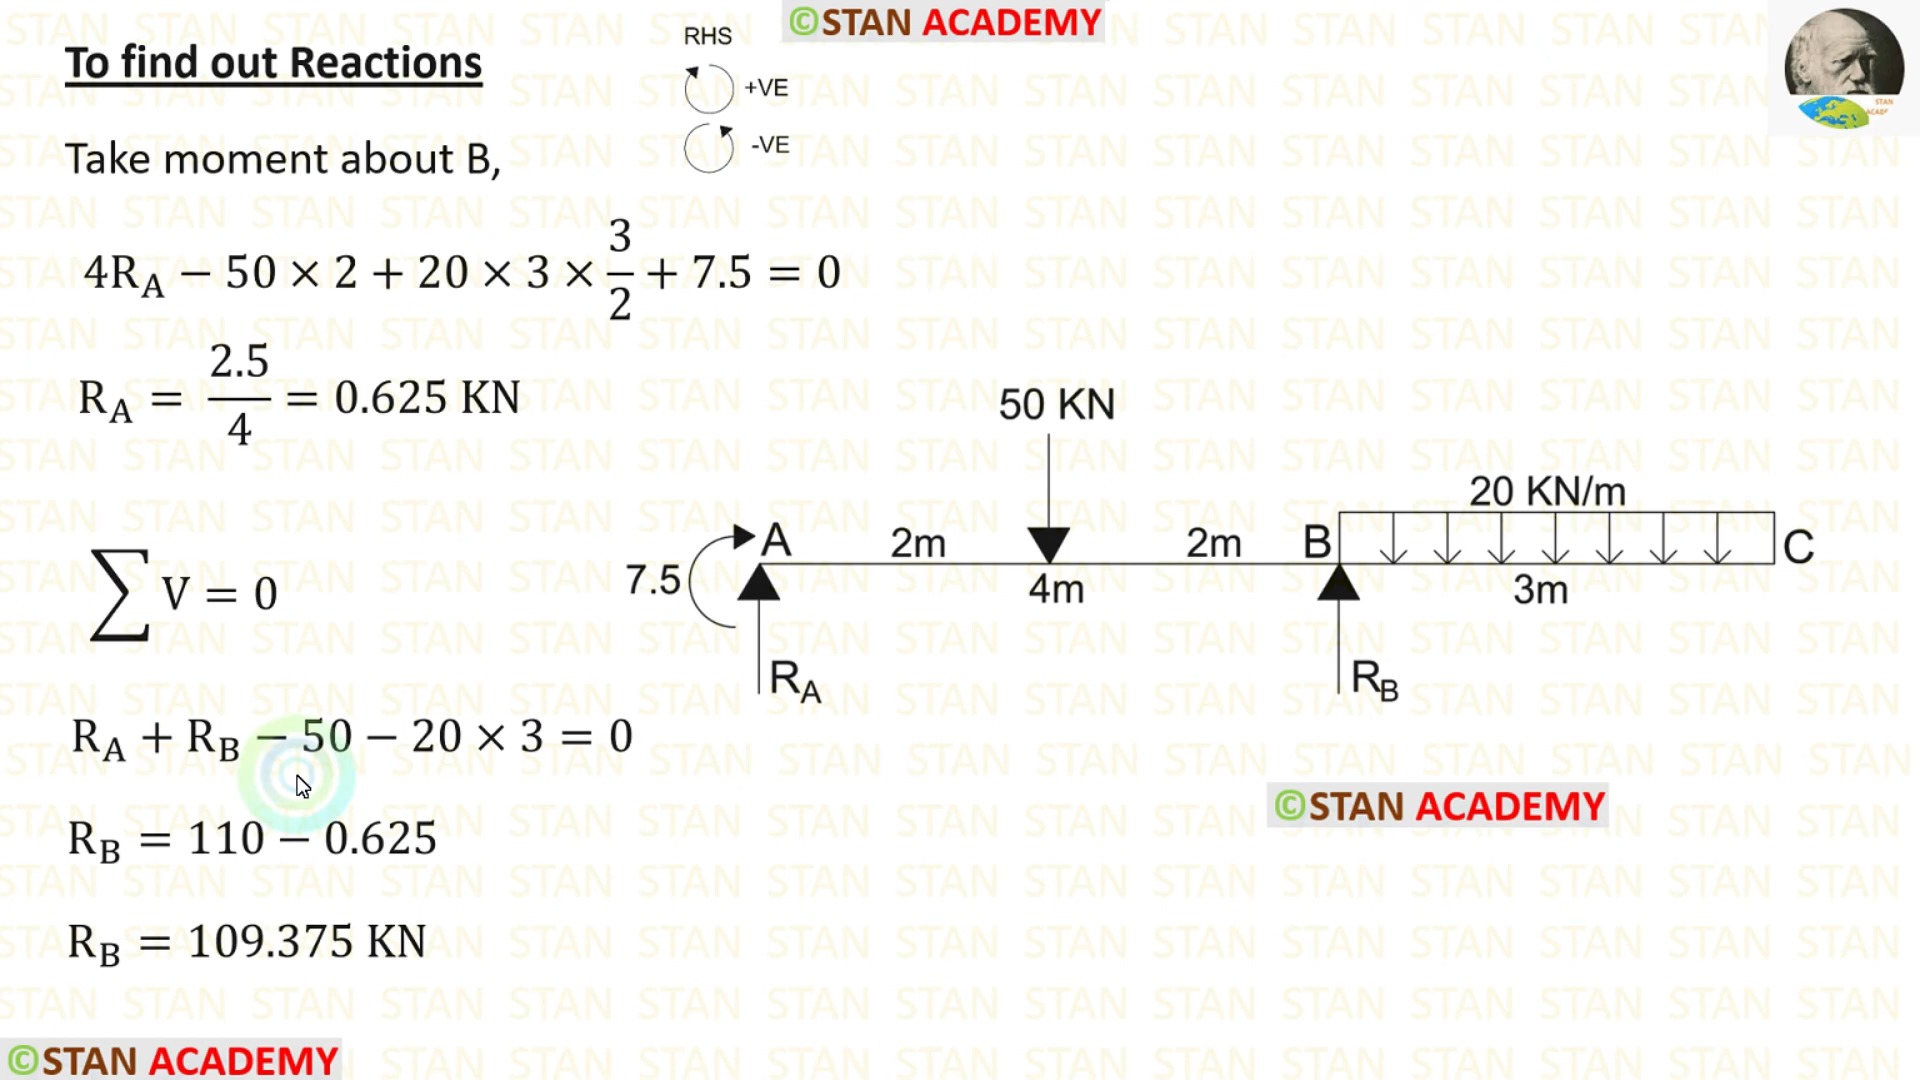 ©STAN ACADEMY
To find out Reactions
RHS
+VE
-VE
Take moment about B,
4R_A − 50 × 2 + 20 × 3 × 3/2 + 7.5 = 0
R_A = 2.5/4 = 0.625 KN
50 KN
20 KN/m
A 2m 2m B C
7.5 4m 3m
∑ V = 0
R_A R_B
R_A + R_B − 50 − 20 × 3 = 0
©STAN ACADEMY
R_B = 110 − 0.625
R_B = 109.375 KN
©STAN ACADEMY